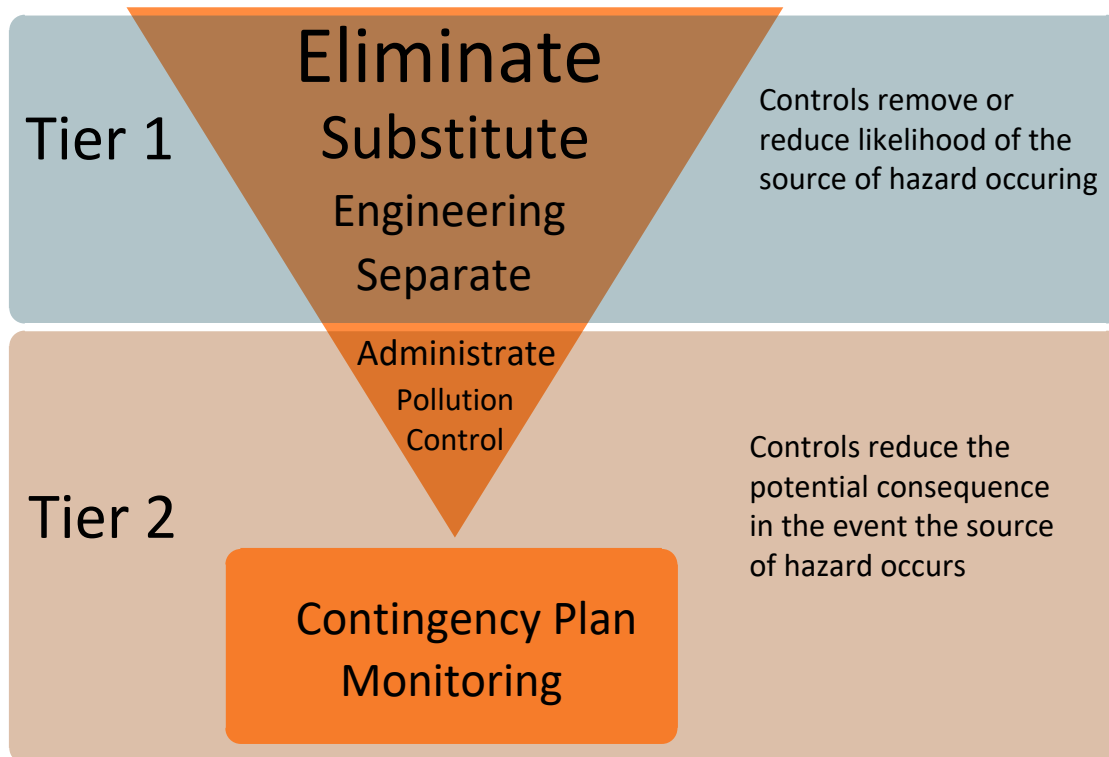 Tier 1
Eliminate
Substitute
Engineering
Separate
Controls remove or
reduce likelihood of the
source of hazard occuring
Tier 2
Administrate
Pollution
Control
Contingency Plan
Monitoring
Controls reduce the
potential consequence
in the event the source
of hazard occurs